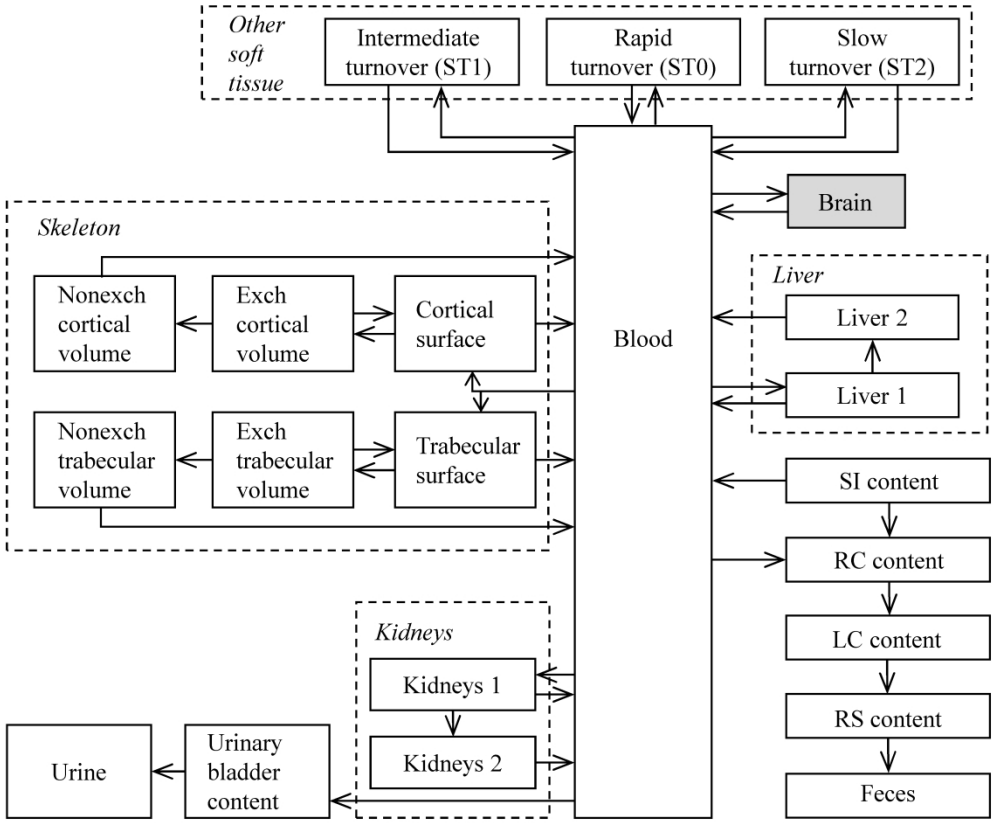 Other
soft
tissue
Intermediate
turnover (ST1)
Rapid
turnover (ST0)
Slow
turnover (ST2)
Brain
Skeleton
Nonexch
cortical
volume
Exch
cortical
volume
Cortical
surface
Nonexch
trabecular
volume
Exch
trabecular
volume
Trabecular
surface
Blood
Liver
Liver 2
Liver 1
SI content
RC content
LC content
RS content
Feces
Kidneys
Kidneys 1
Kidneys 2
Urinary
bladder
content
Urine